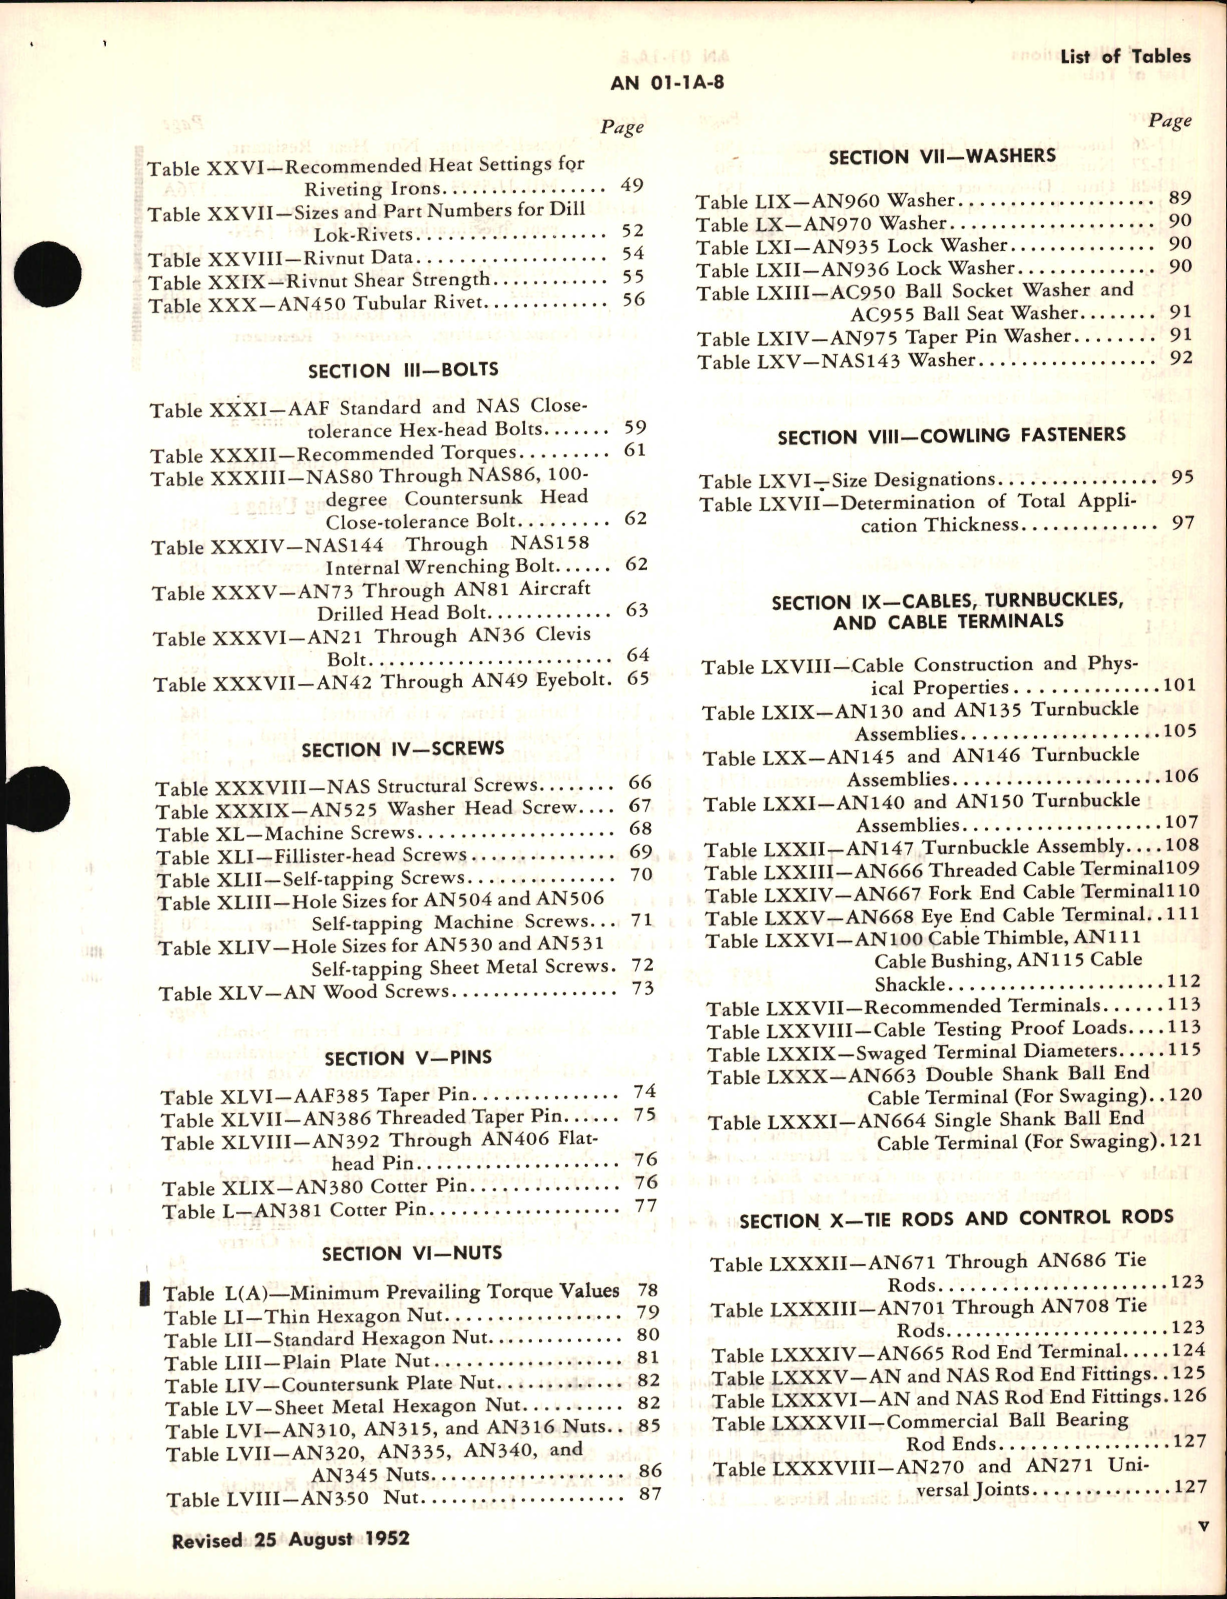 List of Tables
AN 01-1A-8
Page
Table XXVI—Recommended Heat Settings for
Riveting Irons................ 49
Table XXVII—Sizes and Part Numbers for Dill
Lok-Rivets................... 52
Table XXVIII—Rivnut Data................... 54
Table XXIX—Rivnut Shear Strength............ 55
Table XXX—AN450 Tubular Rivet............. 56
SECTION III—BOLTS
Table XXXI—AAF Standard and NAS Close-
tolerance Hex-head Bolts....... 59
Table XXXII—Recommended Torques......... 61
Table XXXIII—NAS80 Through NAS86, 100-
degree Countersunk Head
Close-tolerance Bolt......... 62
Table XXXIV—NAS144 Through NAS158
Internal Wrenching Bolt...... 62
Table XXXV—AN73 Through AN81 Aircraft
Drilled Head Bolt............ 63
Table XXXVI—AN21 Through AN36 Clevis
Bolt........................ 64
Table XXXVII—AN42 Through AN49 Eyebolt. 65
SECTION IV—SCREWS
Table XXXVIII—NAS Structural Screws........ 66
Table XXXIX—AN525 Washer Head Screw.... 67
Table XL—Machine Screws.................... 68
Table XLI—Fillister-head Screws............... 69
Table XLII—Self-tapping Screws............... 70
Table XLIII—Hole Sizes for AN504 and AN506
Self-tapping Machine Screws... 71
Table XLIV—Hole Sizes for AN530 and AN531
Self-tapping Sheet Metal Screws. 72
Table XLV—AN Wood Screws................. 73
SECTION V—PINS
Table XLVI—AAF385 Taper Pin............... 74
Table XLVII—AN386 Threaded Taper Pin...... 75
Table XLVIII—AN392 Through AN406 Flat-
head Pin..................... 76
Table XLIX—AN380 Cotter Pin............... 76
Table L—AN381 Cotter Pin................... 77
SECTION VI—NUTS
Table L(A)—Minimum Prevailing Torque Values 78
Table LI—Thin Hexagon Nut.................. 79
Table LII—Standard Hexagon Nut.............. 80
Table LIII—Plain Plate Nut................... 81
Table LIV—Countersunk Plate Nut............. 82
Table LV—Sheet Metal Hexagon Nut.......... 82
Table LVI—AN310, AN315, and AN316 Nuts.. 85
Table LVII—AN320, AN335, AN340, and
AN345 Nuts.................... 86
Table LVIII—AN350 Nut..................... 87
Revised 25 August 1952
Page
SECTION VII—WASHERS
Table LIX—AN960 Washer.................... 89
Table LX—AN970 Washer..................... 90
Table LXI—AN935 Lock Washer............... 90
Table LXII—AN936 Lock Washer.............. 90
Table LXIII—AC950 Ball Socket Washer and
AC955 Ball Seat Washer........ 91
Table LXIV—AN975 Taper Pin Washer........ 91
Table LXV—NAS143 Washer.................. 92
SECTION VIII—COWLING FASTENERS
Table LXVI—Size Designations................ 95
Table LXVII—Determination of Total Appli-
cation Thickness.............. 97
SECTION IX—CABLES, TURNBUCKLES,
AND CABLE TERMINALS
Table LXVIII—Cable Construction and Phys-
ical Properties..............101
Table LXIX—AN130 and AN135 Turnbuckle
Assemblies....................105
Table LXX—AN145 and AN146 Turnbuckle
Assemblies.....................106
Table LXXI—AN140 and AN150 Turnbuckle
Assemblies....................107
Table LXXII—AN147 Turnbuckle Assembly....108
Table LXXIII—AN666 Threaded Cable Terminal109
Table LXXIV—AN667 Fork End Cable Terminal110
Table LXXV—AN668 Eye End Cable Terminal..111
Table LXXVI—AN100 Cable Thimble, AN111
Cable Bushing, AN115 Cable
Shackle......................112
Table LXXVII—Recommended Terminals......113
Table LXXVIII—Cable Testing Proof Loads....113
Table LXXIX—Swaged Terminal Diameters.....115
Table LXXX—AN663 Double Shank Ball End
Cable Terminal (For Swaging)..120
Table LXXXI—AN664 Single Shank Ball End
Cable Terminal (For Swaging).121
SECTION X—TIE RODS AND CONTROL RODS
Table LXXXII—AN671 Through AN686 Tie
Rods.......................123
Table LXXXIII—AN701 Through AN708 Tie
Rods......................123
Table LXXXIV—AN665 Rod End Terminal.....124
Table LXXXV—AN and NAS Rod End Fittings..125
Table LXXXVI—AN and NAS Rod End Fittings.126
Table LXXXVII—Commercial Ball Bearing
Rod Ends.................127
Table LXXXVIII—AN270 and AN271 Uni-
versal Joints..............127
v